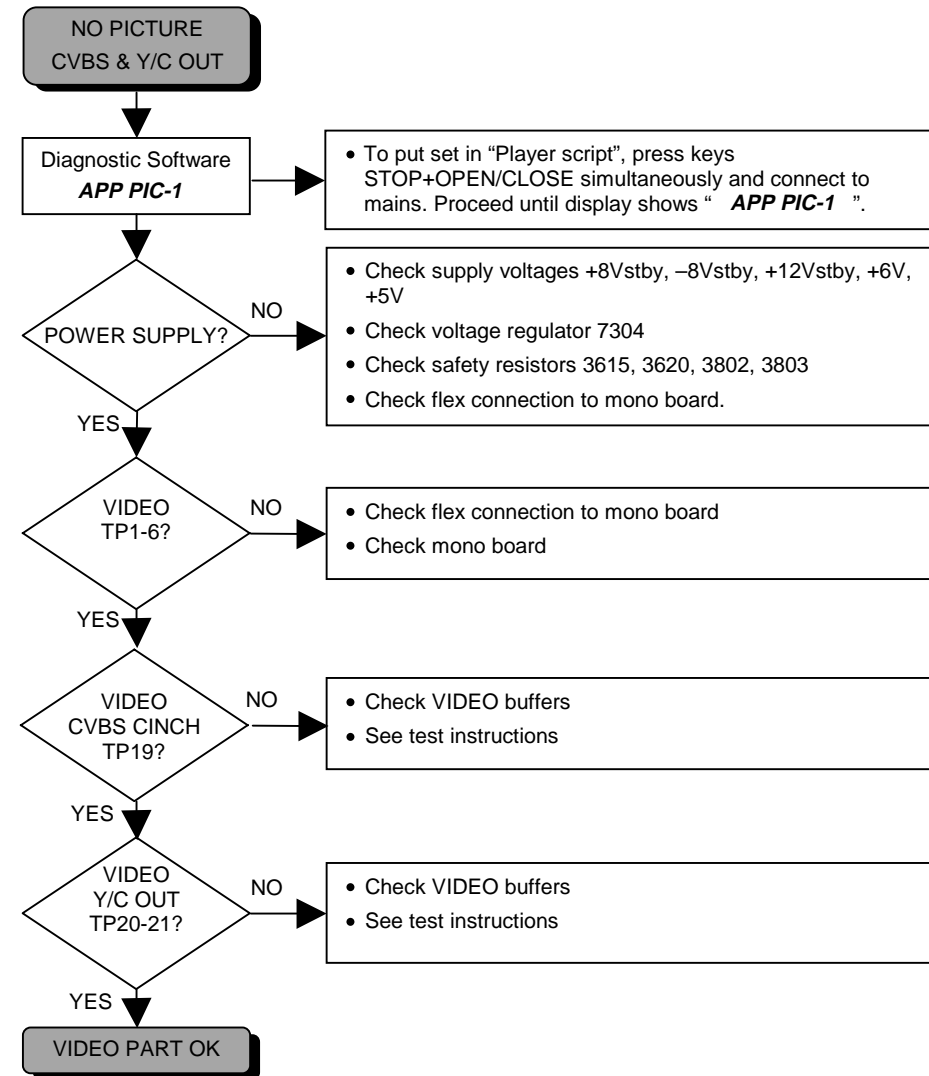 NO PICTURE
CVBS & Y/C OUT
Diagnostic Software
APP PIC-1
• To put set in “Player script”, press keys
STOP+OPEN/CLOSE simultaneously and connect to
mains. Proceed until display shows “ APP PIC-1 ”.
POWER SUPPLY?
NO
• Check supply voltages +8Vstby, –8Vstby, +12Vstby, +6V,
+5V
• Check voltage regulator 7304
• Check safety resistors 3615, 3620, 3802, 3803
• Check flex connection to mono board.
YES
VIDEO
TP1-6?
NO
• Check flex connection to mono board
• Check mono board
YES
VIDEO
CVBS CINCH
TP19?
NO
• Check VIDEO buffers
• See test instructions
YES
VIDEO
Y/C OUT
TP20-21?
NO
• Check VIDEO buffers
• See test instructions
YES
VIDEO PART OK